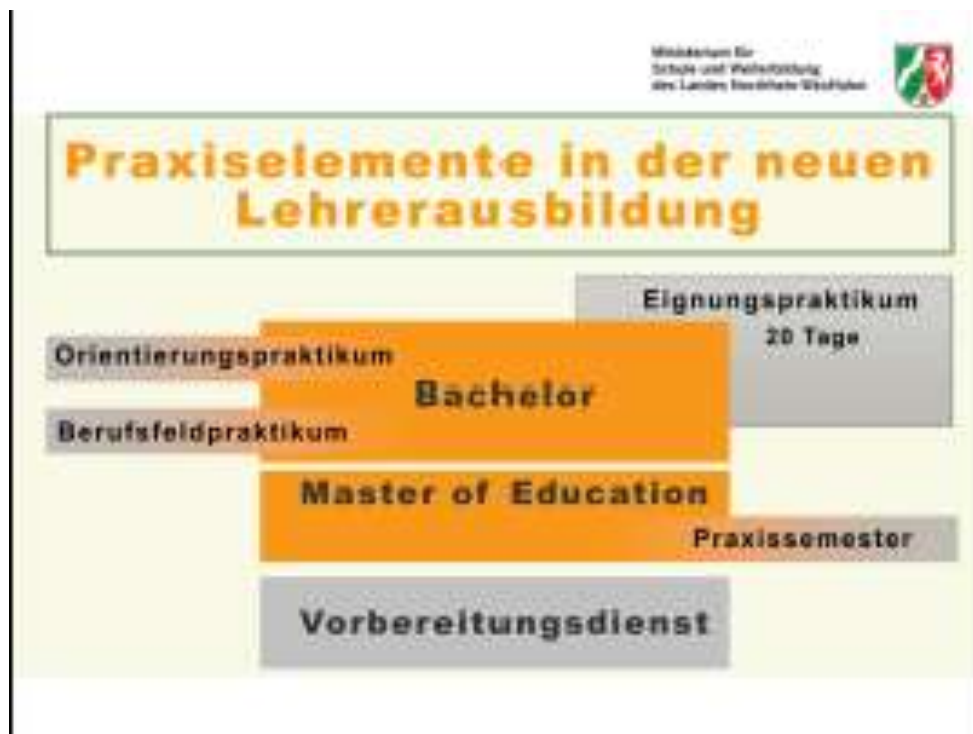 Ministerium für
Schule und Weiterbildung
des Landes Nordrhein-Westfalen
Praxiselemente in der neuen
Lehrerausbildung
Eignungspraktikum
20 Tage
Orientierungspraktikum
Bachelor
Berufsfeldpraktikum
Master of Education
Praxissemester
Vorbereitungsdienst